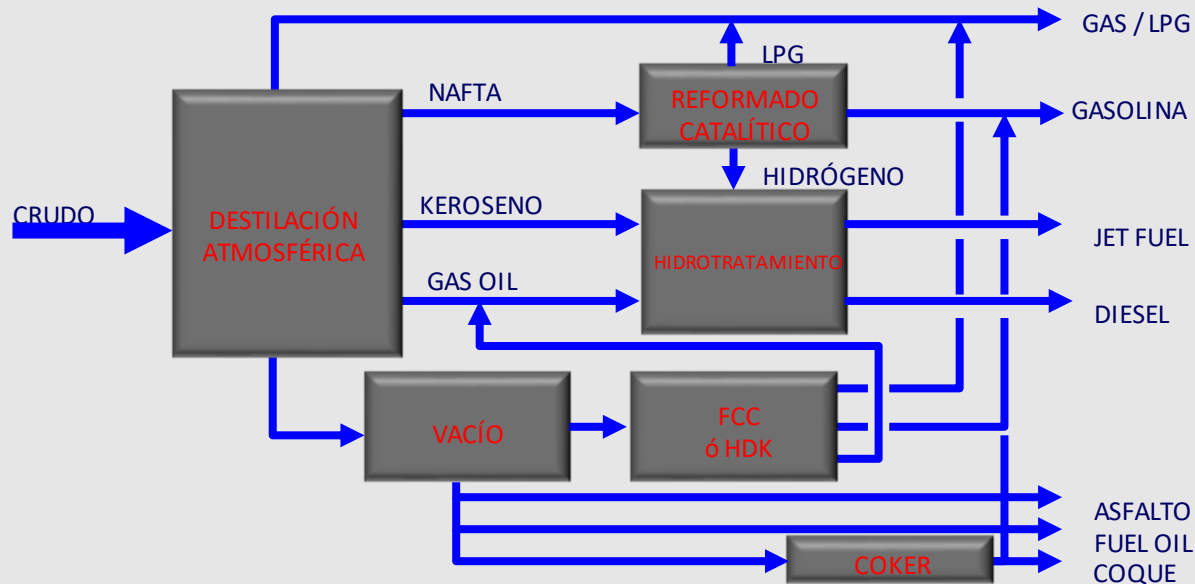 GAS / LPG
LPG
NAFTA
REFORMADO
CATALÍTICO
GASOLINA
HIDRÓGENO
CRUDO
DESTILACIÓN
ATMOSFÉRICA
KEROSENO
HIDROTRATAMIENTO
JET FUEL
GAS OIL
DIESEL
VACÍO
FCC
ó HDK
ASFALTO
FUEL OIL
COKER
COQUE